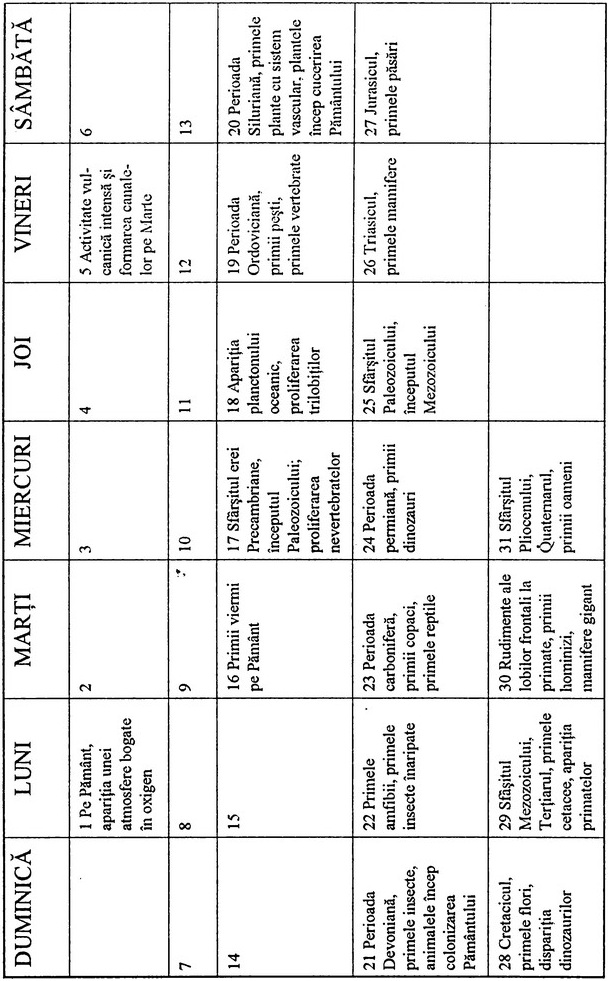 DUMINICĂ
LUNI
MARȚI
MIERCURI
JOI
VINERI
SÂMBĂTĂ
1 Pe Pământ,
apariția unei
atmosfere bogate
în oxigen
2
3
4
5 Activitate vul-
canică intensă și
formarea canale-
lor pe Marte
6
7
8
9
10
11
12
13
14
15
16 Primii viermi
pe Pământ
17 Sfârșitul erei
Precambriane,
începutul
Paleozoicului;
proliferarea
nevertebratelor
18 Apariția
planctonului
oceanic,
proliferarea
trilobiților
19 Perioada
Ordoviciană,
primii pești,
primele vertebrate
20 Perioada
Siluriană, primele
plante cu sistem
vascular, plantele
încep cucerirea
Pământului
21 Perioada
Devoniană,
primele insecte,
animalele încep
colonizarea
Pământului
22 Primele
amfibii, primele
insecte înaripate
23 Perioada
carboniferă,
primii copaci,
primele reptile
24 Perioada
permiană, primii
dinozauri
25 Sfârșitul
Paleozoicului,
începutul
Mezozoicului
26 Triasicul,
primele mamifere
27 Jurasicul,
primele păsări
28 Cretacicul,
primele flori,
dispariția
dinozaurilor
29 Sfâșitul
Mezozoicului,
Terțiarul, primele
cetacee, apariția
primatelor
30 Rudimente ale
lobilor frontali la
primate, primii
hominizi,
mamifere gigant
31 Sfârșitul
Pliocenului,
Quaternarul,
primii oameni